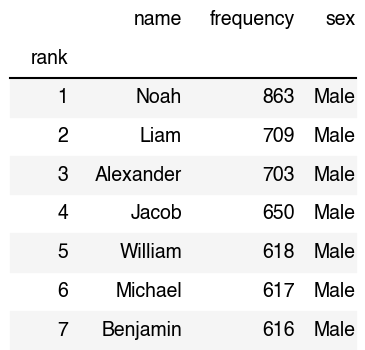 name frequency sex
rank
1 Noah 863 Male
2 Liam 709 Male
3 Alexander 703 Male
4 Jacob 650 Male
5 William 618 Male
6 Michael 617 Male
7 Benjamin 616 Male